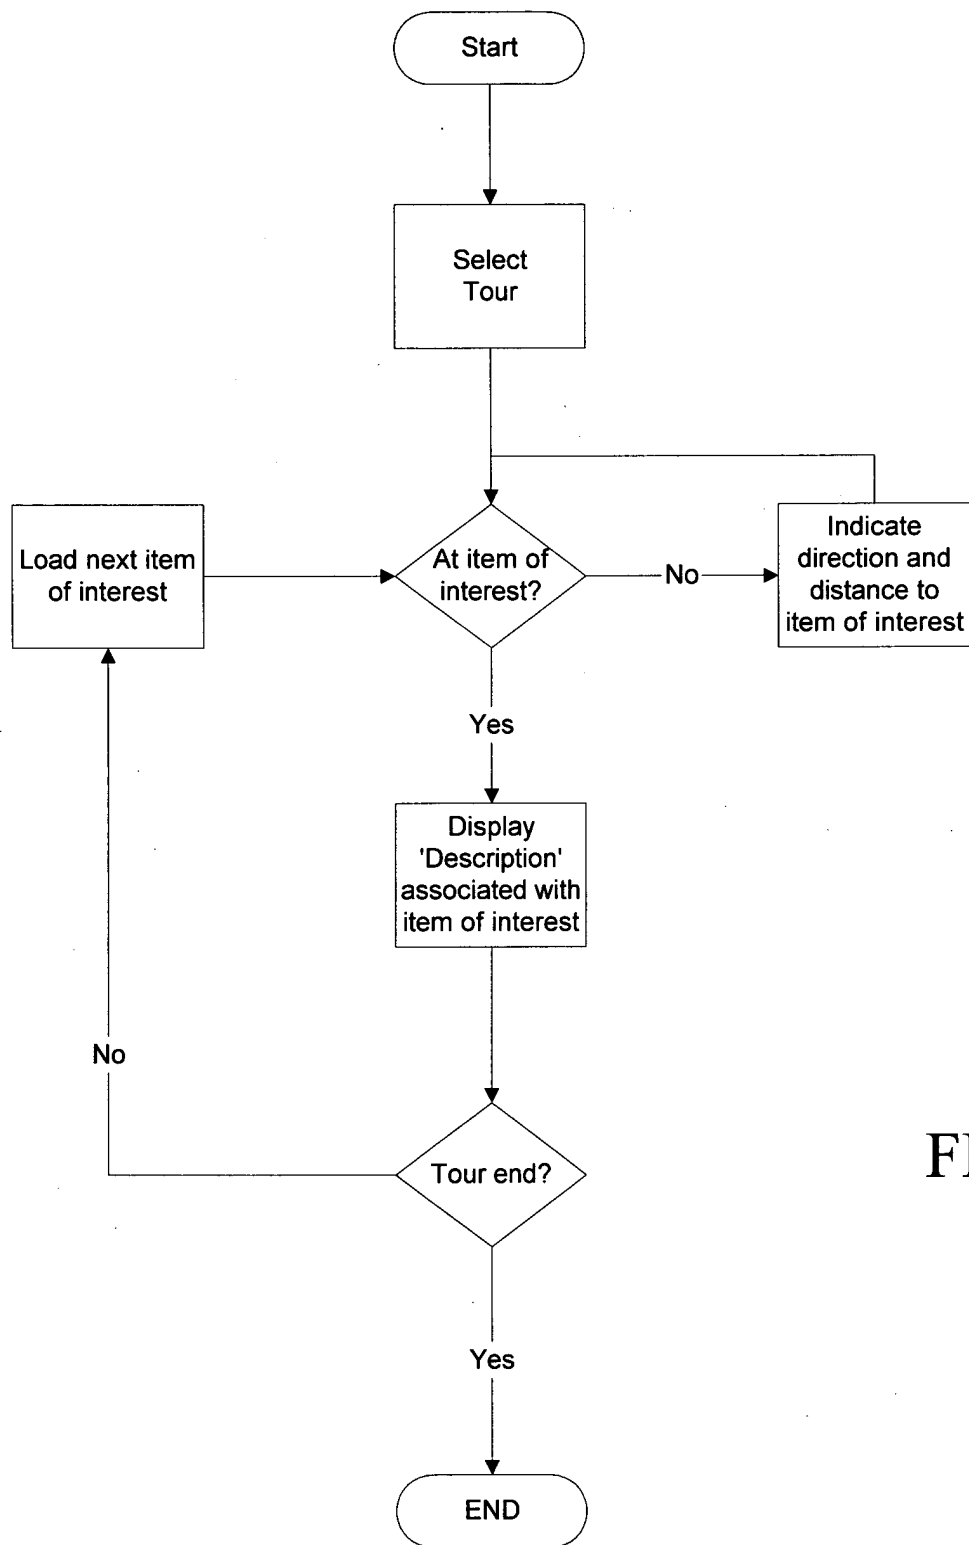 Start
Select
Tour
Load next item
of interest
At item of
interest?
No
Indicate
direction and
distance to
item of interest
Yes
Display
'Description'
associated with
item of interest
No
Tour end?
Yes
END